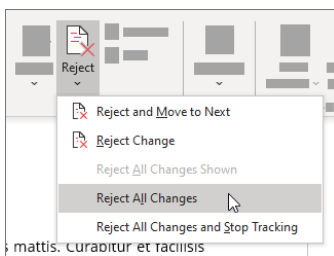 Reject
Reject and Move to Next
Reject Change
Reject All Changes Shown
Reject All Changes
Reject All Changes and Stop Tracking
mattis. Curabitur et facilisis